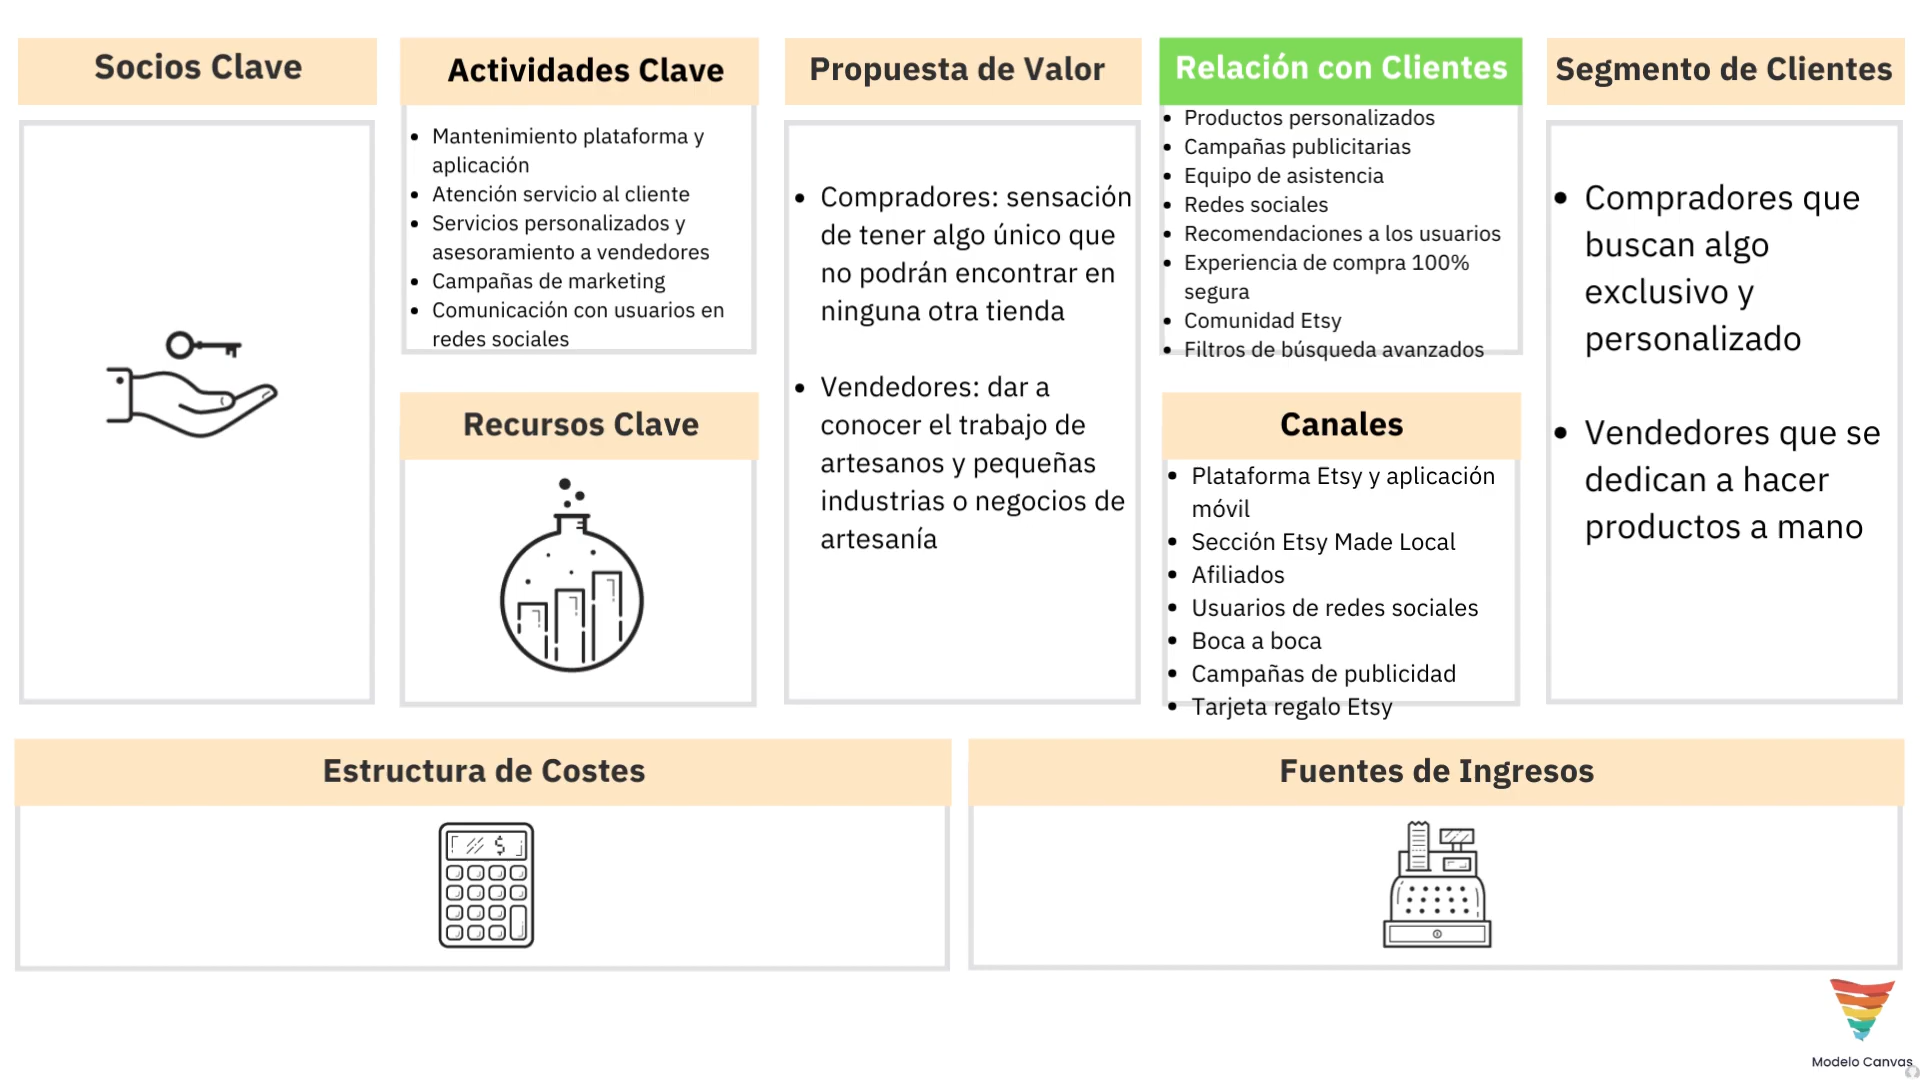 Socios Clave
Actividades Clave
• Mantenimiento plataforma y
aplicación
• Atención servicio al cliente
• Servicios personalizados y
asesoramiento a vendedores
• Campañas de marketing
• Comunicación con usuarios en
redes sociales
Recursos Clave
Propuesta de Valor
• Compradores: sensación
de tener algo único que
no podrán encontrar en
ninguna otra tienda
• Vendedores: dar a
conocer el trabajo de
artesanos y pequeñas
industrias o negocios de
artesanía
Relación con Clientes
• Productos personalizados
• Campañas publicitarias
• Equipo de asistencia
• Redes sociales
• Recomendaciones a los usuarios
• Experiencia de compra 100%
segura
• Comunidad Etsy
• Filtros de búsqueda avanzados
Canales
• Plataforma Etsy y aplicación
móvil
• Sección Etsy Made Local
• Afiliados
• Usuarios de redes sociales
• Boca a boca
• Campañas de publicidad
• Tarjeta regalo Etsy
Segmento de Clientes
• Compradores que
buscan algo
exclusivo y
personalizado
• Vendedores que se
dedican a hacer
productos a mano
Estructura de Costes
$
Fuentes de Ingresos
Modelo Canvas